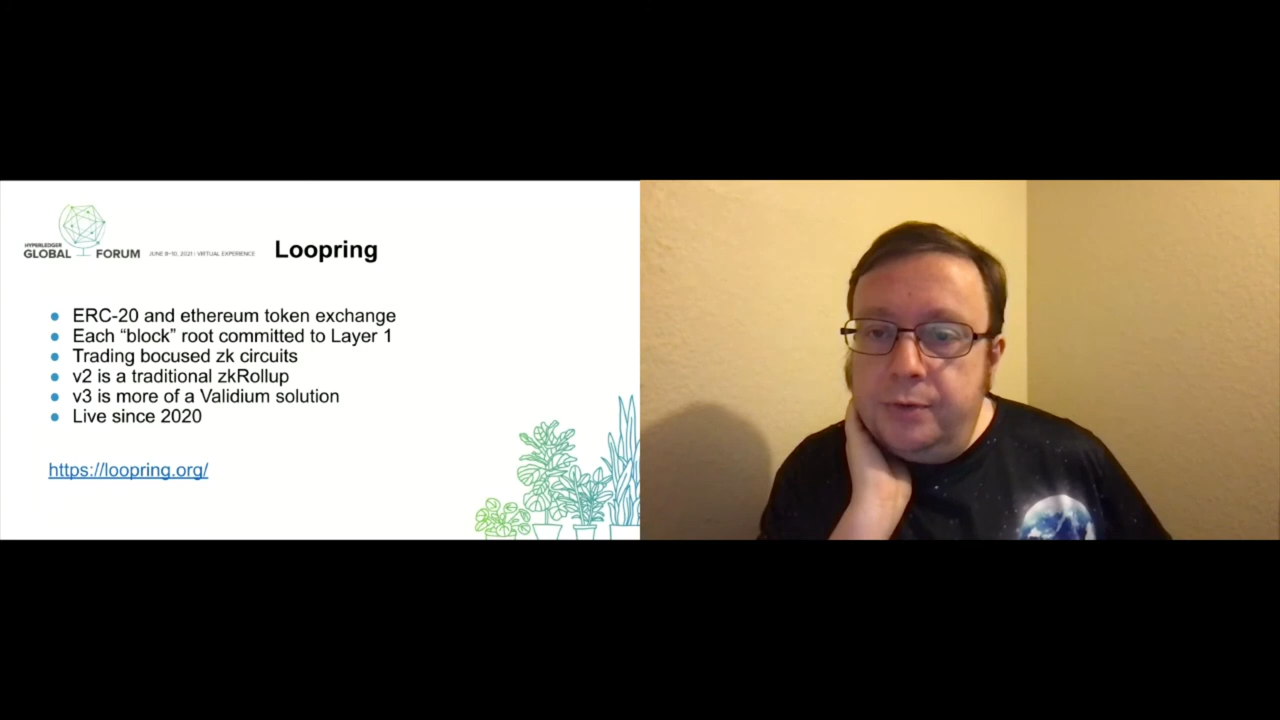 HYPERLEDGER
GLOBAL FORUM
JUNE 8–10, 2021 | VIRTUAL EXPERIENCE
Loopring
ERC-20 and ethereum token exchange
Each “block” root committed to Layer 1
Trading bocused zk circuits
v2 is a traditional zkRollup
v3 is more of a Validium solution
Live since 2020
https://loopring.org/